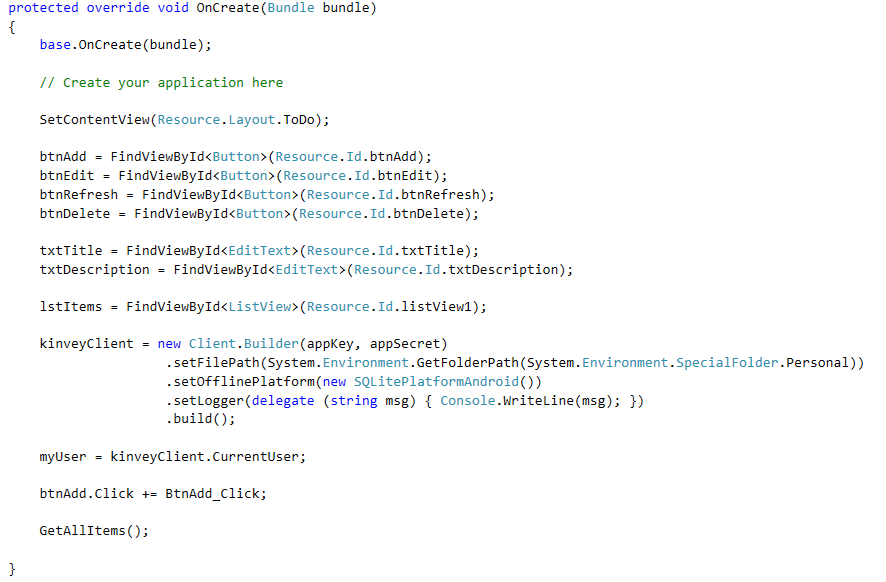 protected override void OnCreate(Bundle bundle)
{
    base.OnCreate(bundle);

    // Create your application here

    SetContentView(Resource.Layout.ToDo);

    btnAdd = FindViewById<Button>(Resource.Id.btnAdd);
    btnEdit = FindViewById<Button>(Resource.Id.btnEdit);
    btnRefresh = FindViewById<Button>(Resource.Id.btnRefresh);
    btnDelete = FindViewById<Button>(Resource.Id.btnDelete);

    txtTitle = FindViewById<EditText>(Resource.Id.txtTitle);
    txtDescription = FindViewById<EditText>(Resource.Id.txtDescription);

    lstItems = FindViewById<ListView>(Resource.Id.listView1);

    kinveyClient = new Client.Builder(appKey, appSecret)
                    .setFilePath(System.Environment.GetFolderPath(System.Environment.SpecialFolder.Personal))
                    .setOfflinePlatform(new SQLitePlatformAndroid())
                    .setLogger(delegate (string msg) { Console.WriteLine(msg); })
                    .build();

    myUser = kinveyClient.CurrentUser;

    btnAdd.Click += BtnAdd_Click;

    GetAllItems();

}